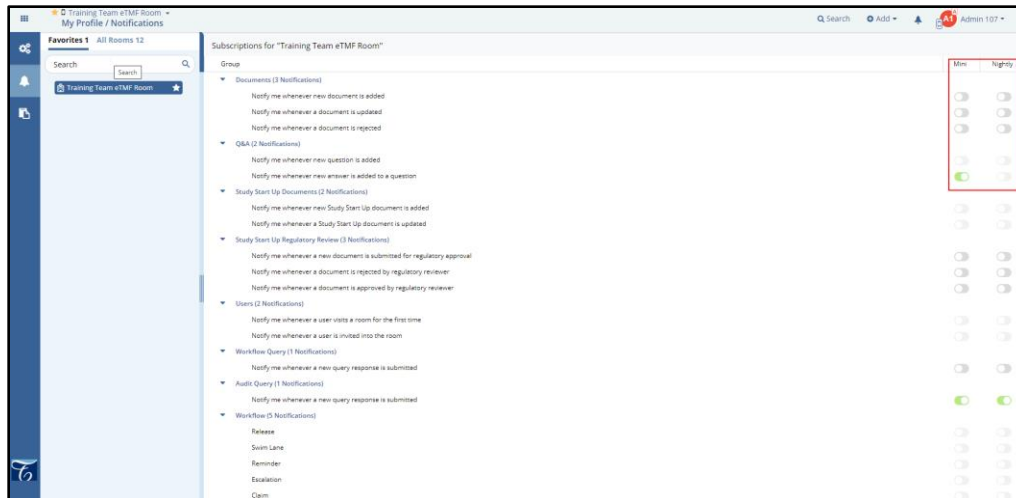 Training Team eTMF Room
My Profile / Notifications
Search
Add
A1
Admin 107
Favorites 1 All Rooms 12
Search
Search
Training Team eTMF Room
Subscriptions for "Training Team eTMF Room"
Group Mini Nightly
Documents (3 Notifications)
Notify me whenever new document is added
Notify me whenever a document is updated
Notify me whenever a document is rejected
Q&A (2 Notifications)
Notify me whenever new question is added
Notify me whenever new answer is added to a question
Study Start Up Documents (2 Notifications)
Notify me whenever new Study Start Up document is added
Notify me whenever a Study Start Up document is updated
Study Start Up Regulatory Review (3 Notifications)
Notify me whenever a new document is submitted for regulatory approval
Notify me whenever a document is rejected by regulatory reviewer
Notify me whenever a document is approved by regulatory reviewer
Users (2 Notifications)
Notify me whenever a user visits a room for the first time
Notify me whenever a user is invited into the room
Workflow Query (1 Notifications)
Notify me whenever a new query response is submitted
Audit Query (1 Notifications)
Notify me whenever a new query response is submitted
Workflow (5 Notifications)
Release
Swim Lane
Reminder
Escalation
Claim